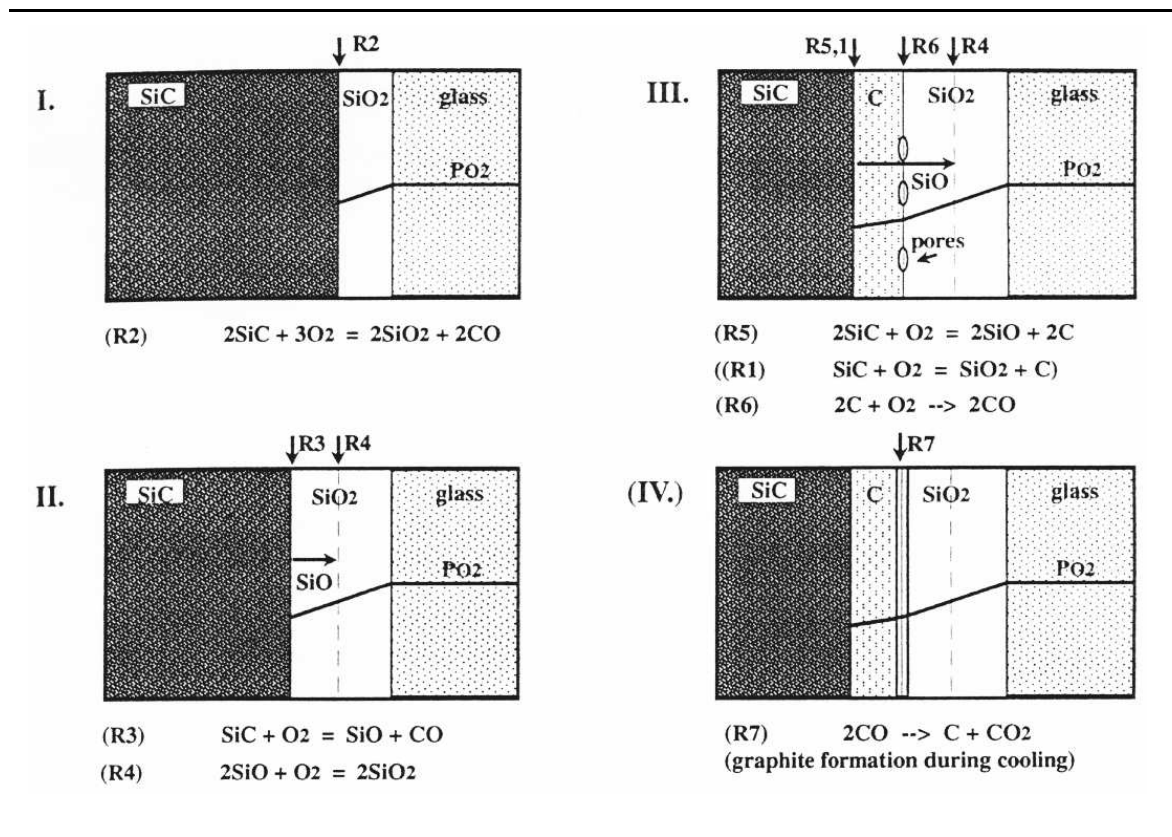 I.
R2
SiC
SiO2
glass
PO2
(R2) 2SiC + 3O2 = 2SiO2 + 2CO
II.
R3 R4
SiC
SiO2
glass
SiO
PO2
(R3) SiC + O2 = SiO + CO
(R4) 2SiO + O2 = 2SiO2
III.
R5,1 R6 R4
SiC
C
SiO2
glass
PO2
SiO
pores
(R5) 2SiC + O2 = 2SiO + 2C
((R1) SiC + O2 = SiO2 + C)
(R6) 2C + O2 --> 2CO
(IV.)
R7
SiC
C
SiO2
glass
PO2
(R7) 2CO --> C + CO2
(graphite formation during cooling)